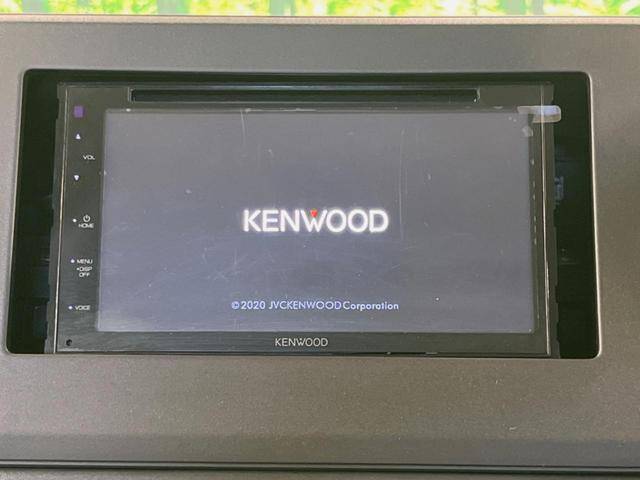 VOL
HOME
MENU
•DISP
OFF
VOICE
KENWOOD
©2020 JVCKENWOOD Corporation
KENWOOD